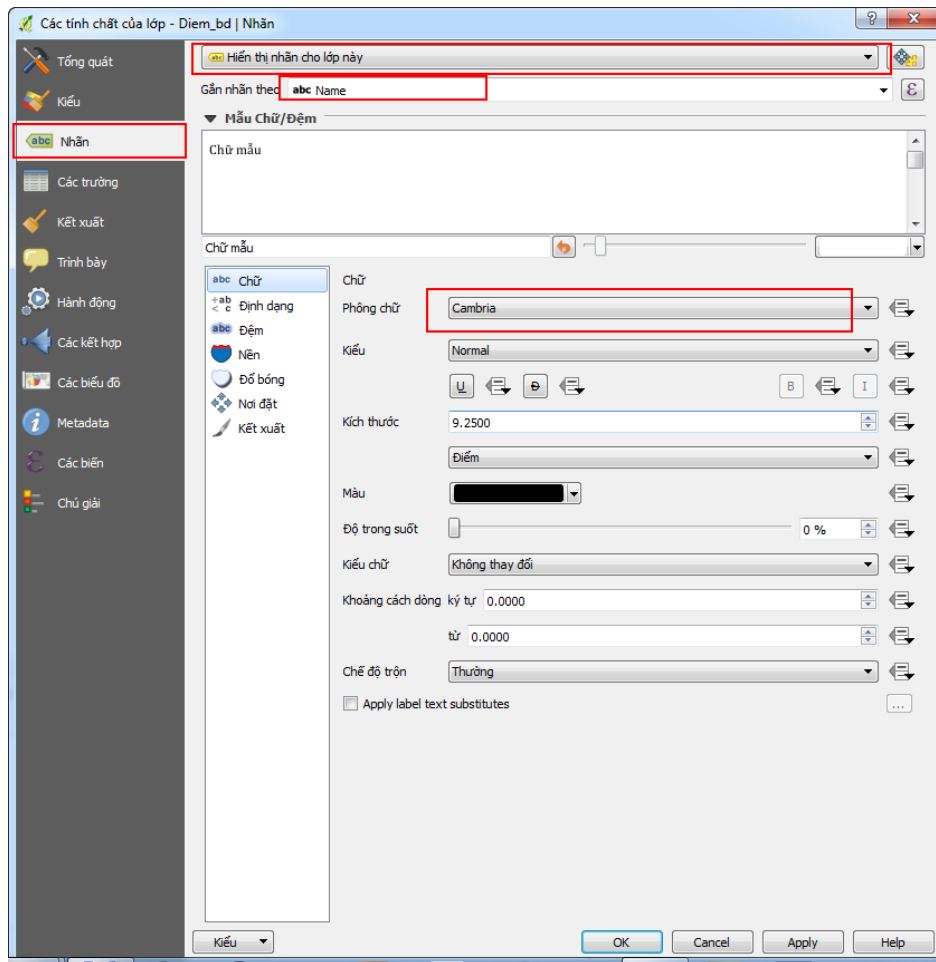 Các tính chất của lớp - Diem_bd | Nhãn
Tổng quát
Kiểu
abc Nhãn
Các trường
Kết xuất
Trình bày
Hành động
Các kết hợp
Các biểu đồ
Metadata
Các biến
Chú giải
abc Hiển thị nhãn cho lớp này
Gắn nhãn theo abc Name
Mẫu Chữ/Đệm
Chữ mẫu
Chữ mẫu
abc Chữ
Định dạng
abc Đệm
Nền
Đổ bóng
Nơi đặt
Kết xuất
Chữ
Phông chữ Cambria
Kiểu Normal
U D B I
Kích thước 9.2500
Điểm
Màu
Độ trong suốt 0 %
Kiểu chữ Không thay đổi
Khoảng cách dòng ký tự 0.0000
từ 0.0000
Chế độ trộn Thường
Apply label text substitutes ...
Kiểu OK Cancel Apply Help